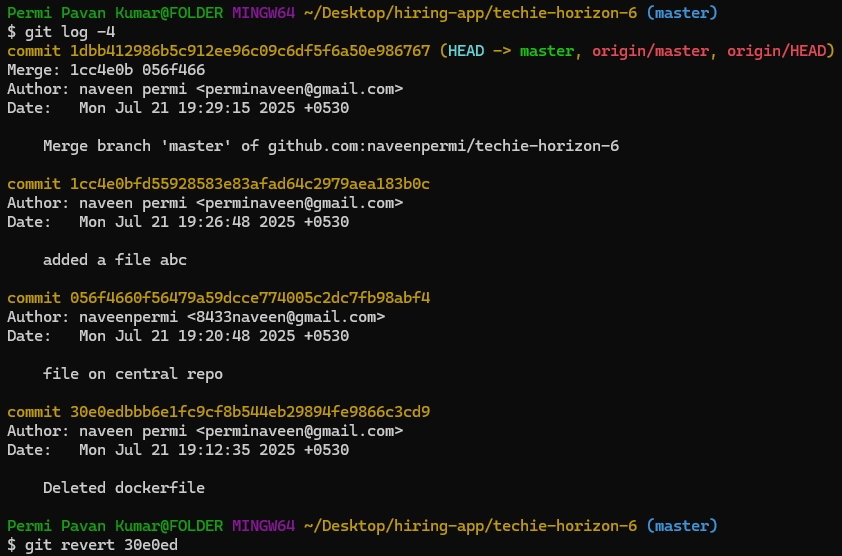 Permi Pavan Kumar@FOLDER MINGW64 ~/Desktop/hiring-app/techie-horizon-6 (master)
$ git log -4
commit 1dbb412986b5c912ee96c09c6df5f6a50e986767 (HEAD -> master, origin/master, origin/HEAD)
Merge: 1cc4e0b 056f466
Author: naveen permi <perminaveen@gmail.com>
Date:   Mon Jul 21 19:29:15 2025 +0530

    Merge branch 'master' of github.com:naveenpermi/techie-horizon-6

commit 1cc4e0bfd55928583e83afad64c2979aea183b0c
Author: naveen permi <perminaveen@gmail.com>
Date:   Mon Jul 21 19:26:48 2025 +0530

    added a file abc

commit 056f4660f56479a59dcce774005c2dc7fb98abf4
Author: naveenpermi <8433naveen@gmail.com>
Date:   Mon Jul 21 19:20:48 2025 +0530

    file on central repo

commit 30e0edbbb6e1fc9cf8b544eb29894fe9866c3cd9
Author: naveen permi <perminaveen@gmail.com>
Date:   Mon Jul 21 19:12:35 2025 +0530

    Deleted dockerfile

Permi Pavan Kumar@FOLDER MINGW64 ~/Desktop/hiring-app/techie-horizon-6 (master)
$ git revert 30e0ed